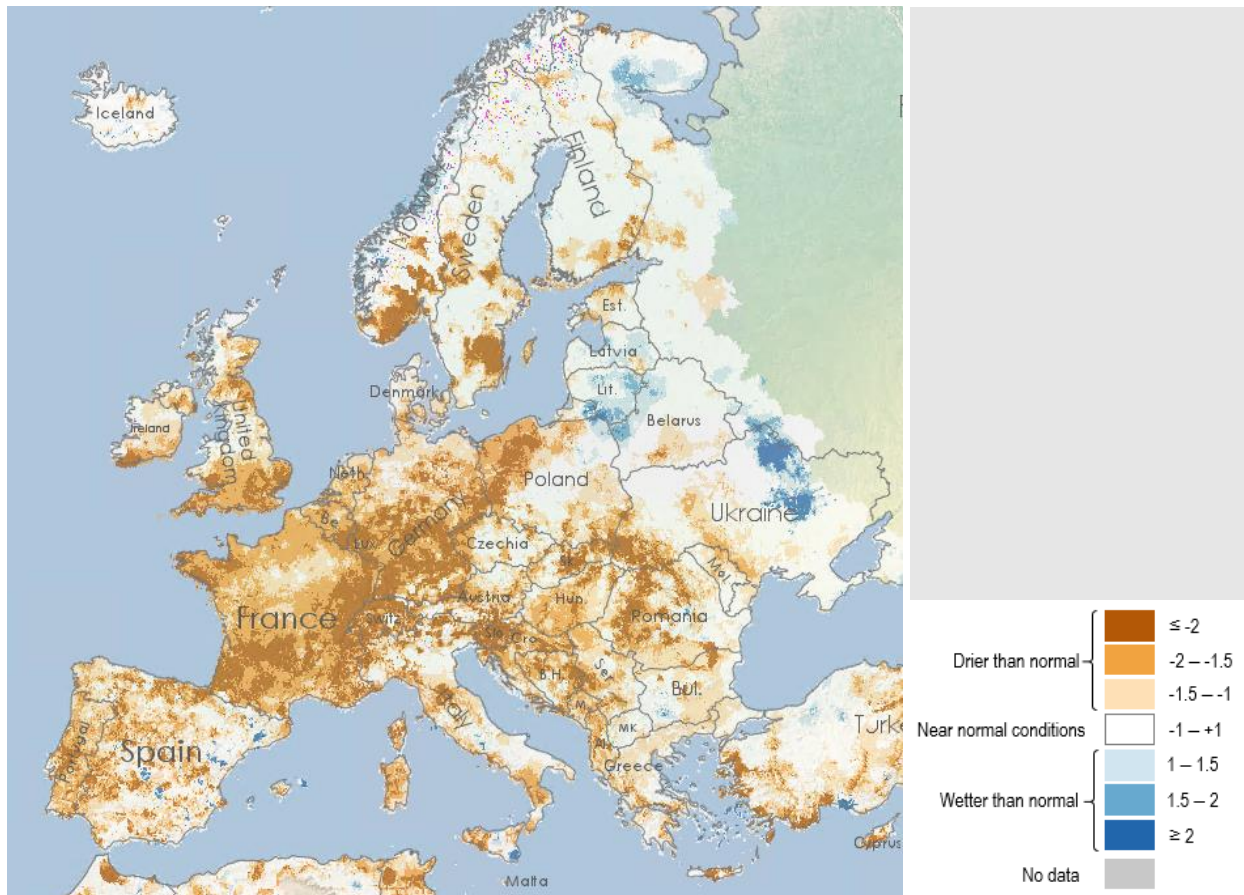 Iceland
Finland
Norway
Sweden
Est.
Latvia
Lit.
Denmark
Belarus
Ireland
United
Kingdom
Neth.
Poland
Be.
Germany
Ukraine
Lux.
Czechia
Sl.
Mol.
Austria
Hun.
France
Switz.
Romania
Slo.
Cro.
B.H.
Ser.
Bul.
Italy
M.
MK
Turke
Portugal
Spain
Al.
Greece
Cyprus
Malta
Drier than normal
≤ -2
-2 – -1.5
-1.5 – -1
Near normal conditions
-1 – +1
Wetter than normal
1 – 1.5
1.5 – 2
≥ 2
No data